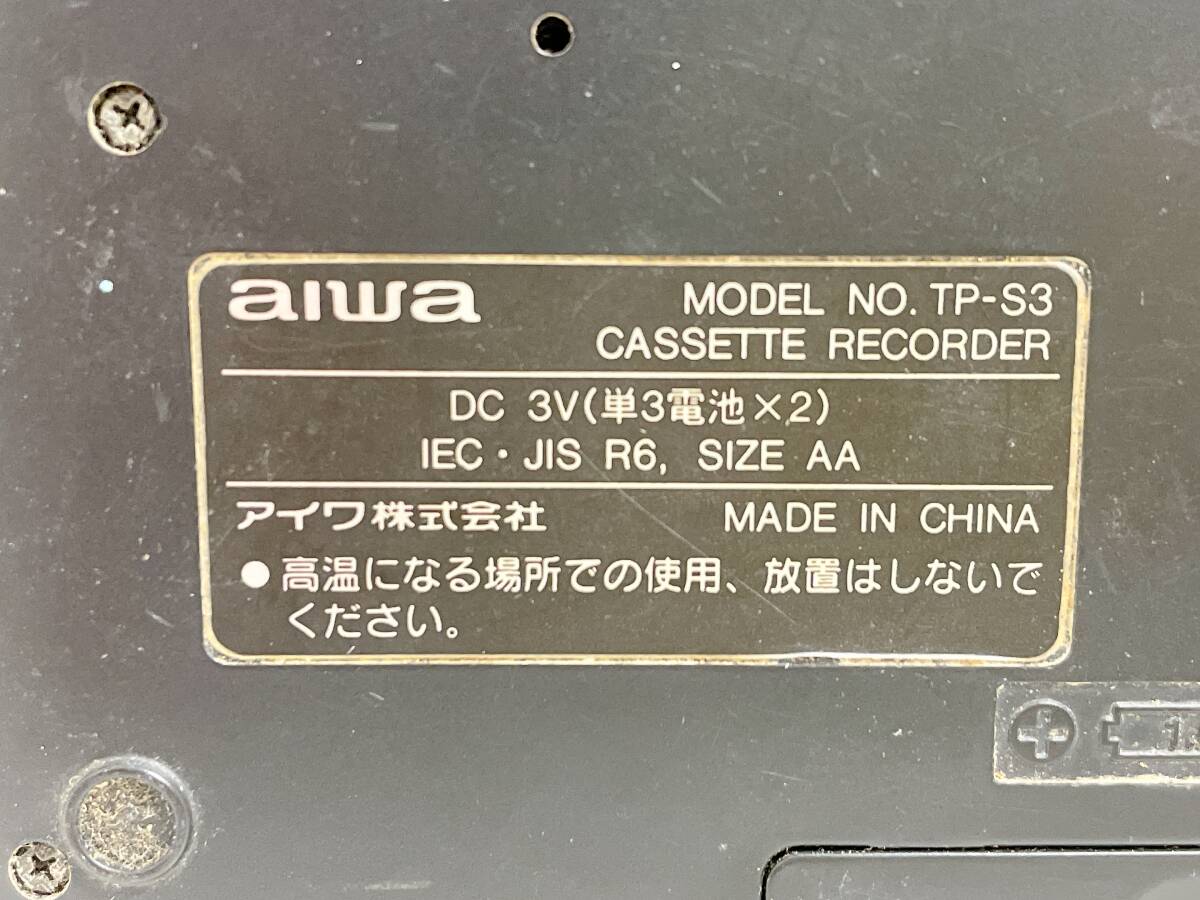 aiwa MODEL NO. TP-S3
CASSETTE RECORDER
DC 3V(単3電池×2)
IEC・JIS R6, SIZE AA
アイワ株式会社 MADE IN CHINA
●高温になる場所での使用、放置はしないで
ください。